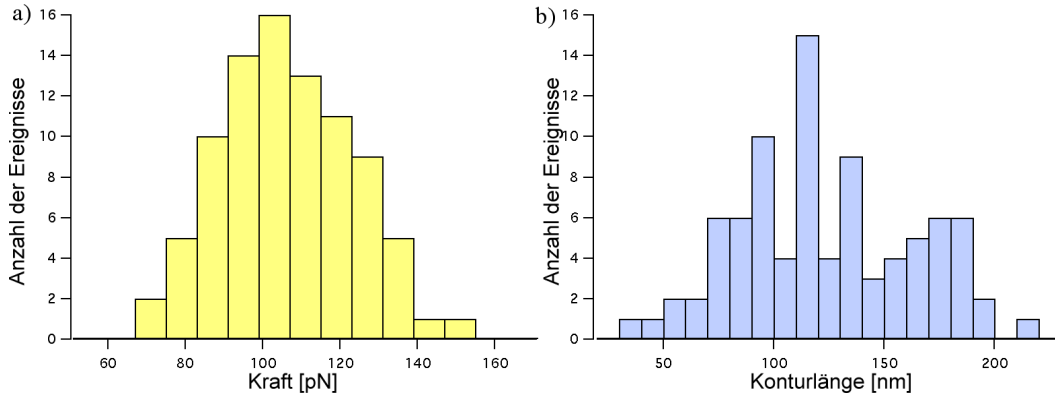 a)
Anzahl der Ereignisse
16
14
12
10
8
6
4
2
0
60 80 100 120 140 160
Kraft [pN]
b)
Anzahl der Ereignisse
16
14
12
10
8
6
4
2
0
50 100 150 200
Konturlänge [nm]